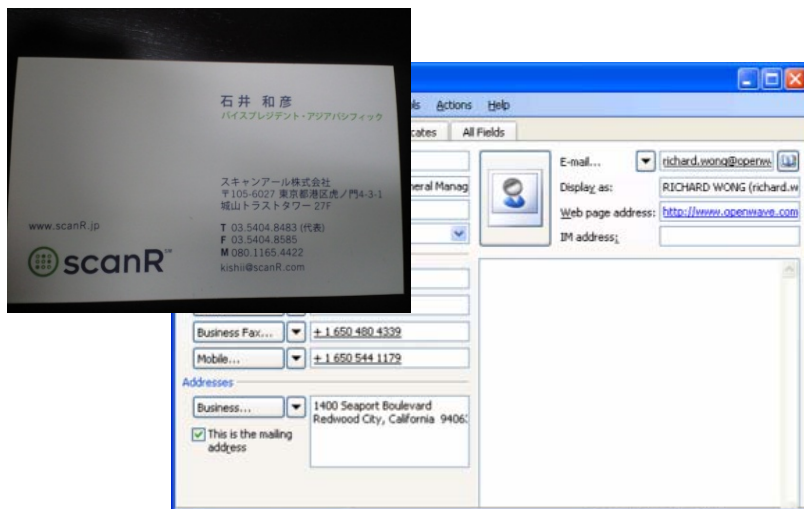 石井 和彦
バイスプレジデント・アジアパシフィック
スキャンアール株式会社
〒105-6027 東京都港区虎ノ門4-3-1
城山トラストタワー 27F
www.scanR.jp
T 03.5404.8483 (代表)
F 03.5404.8585
M 080.1165.4422
kishii@scanR.com
scanR
Actions Help
All Fields
E-mail... richard.wong@openw
Display as: RICHARD WONG (richard.w
Web page address: http://www.openwave.com
IM address:
Business Fax... + 1 650 480 4339
Mobile... + 1 650 544 1179
Addresses
Business... 1400 Seaport Boulevard
Redwood City, California 9406
This is the mailing
address